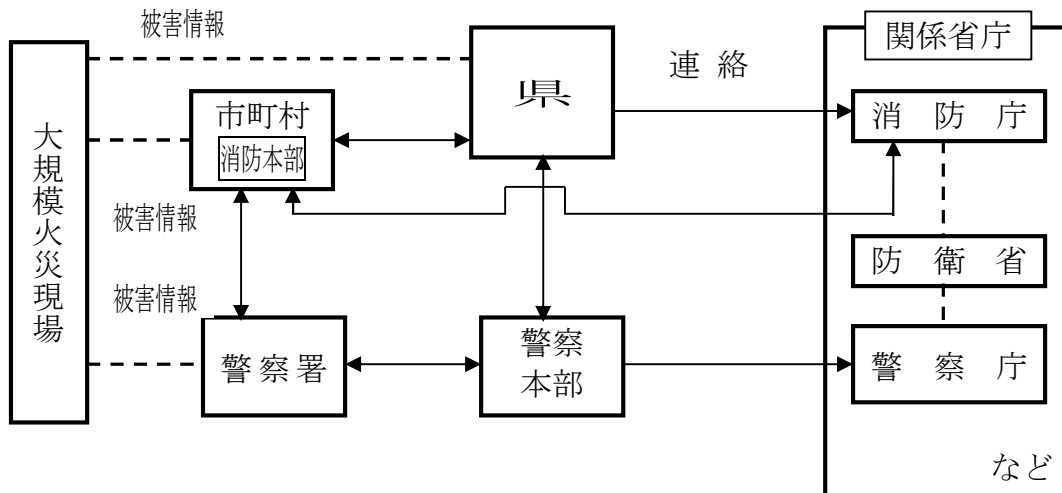 被害情報
関係省庁
県
連絡
消防庁
市町村
消防本部
大規模火災現場
被害情報
防衛省
被害情報
警察署
警察
本部
警察庁
など